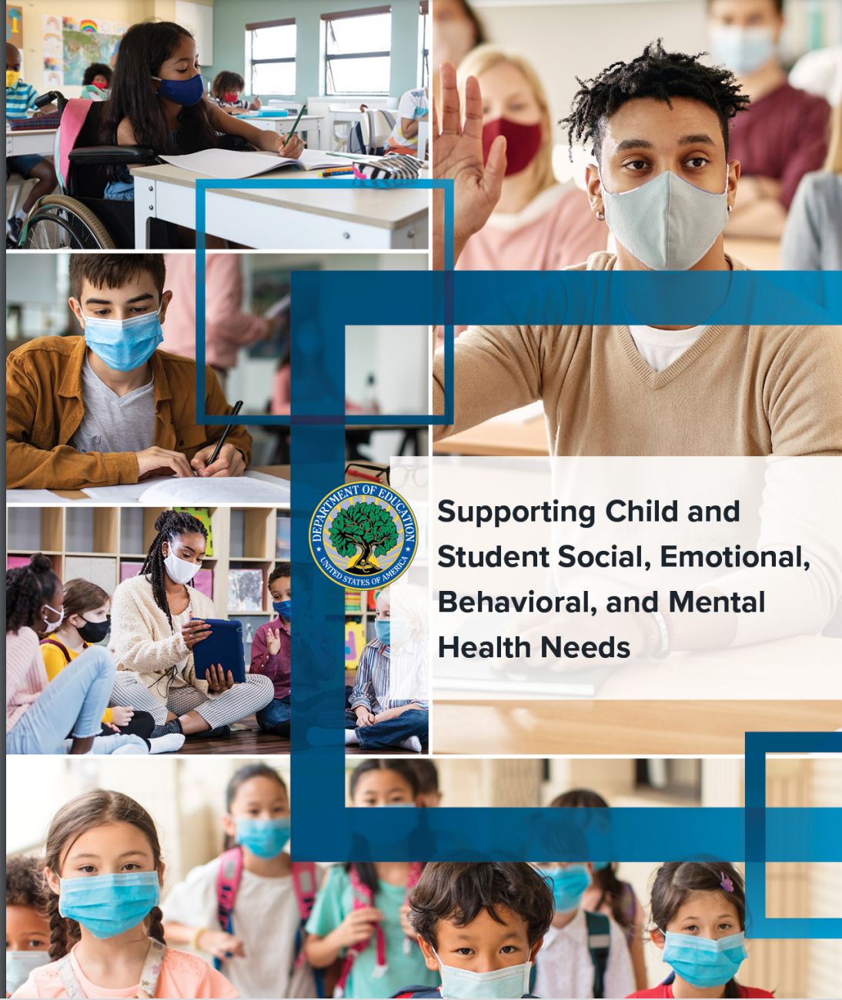 DEPARTMENT OF EDUCATION
UNITED STATES OF AMERICA
Supporting Child and
Student Social, Emotional,
Behavioral, and Mental
Health Needs